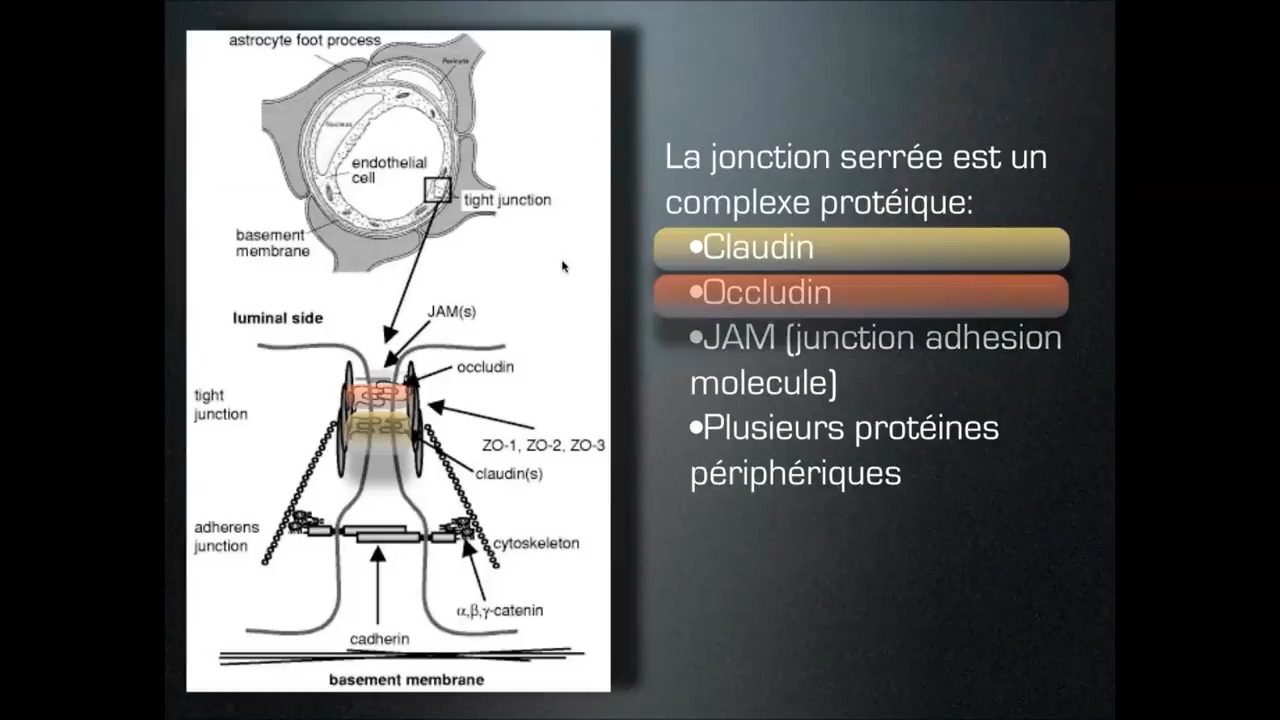 astrocyte foot process
Pericyte
Nucleus
endothelial
cell
tight junction
basement
membrane
luminal side
JAM(s)
occludin
tight
junction
ZO-1, ZO-2, ZO-3
claudin(s)
adherens
junction
cytoskeleton
α,β,γ-catenin
cadherin
basement membrane
La jonction serrée est un
complexe protéique:
•Claudin
•Occludin
•JAM (junction adhesion
molecule)
•Plusieurs protéines
périphériques